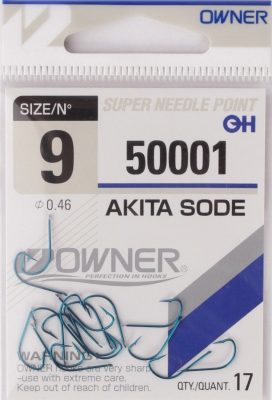 OWNER
SIZE/Nº
SUPER NEEDLE POINT
9
OH
50001
∅ 0.46
AKITA SODE
OWNER®
PERFECTION IN HOOKS
WARNING
OWNER hooks are very sharp
-use with extreme care.
Keep out of reach of children.
QTY./QUANT. 17